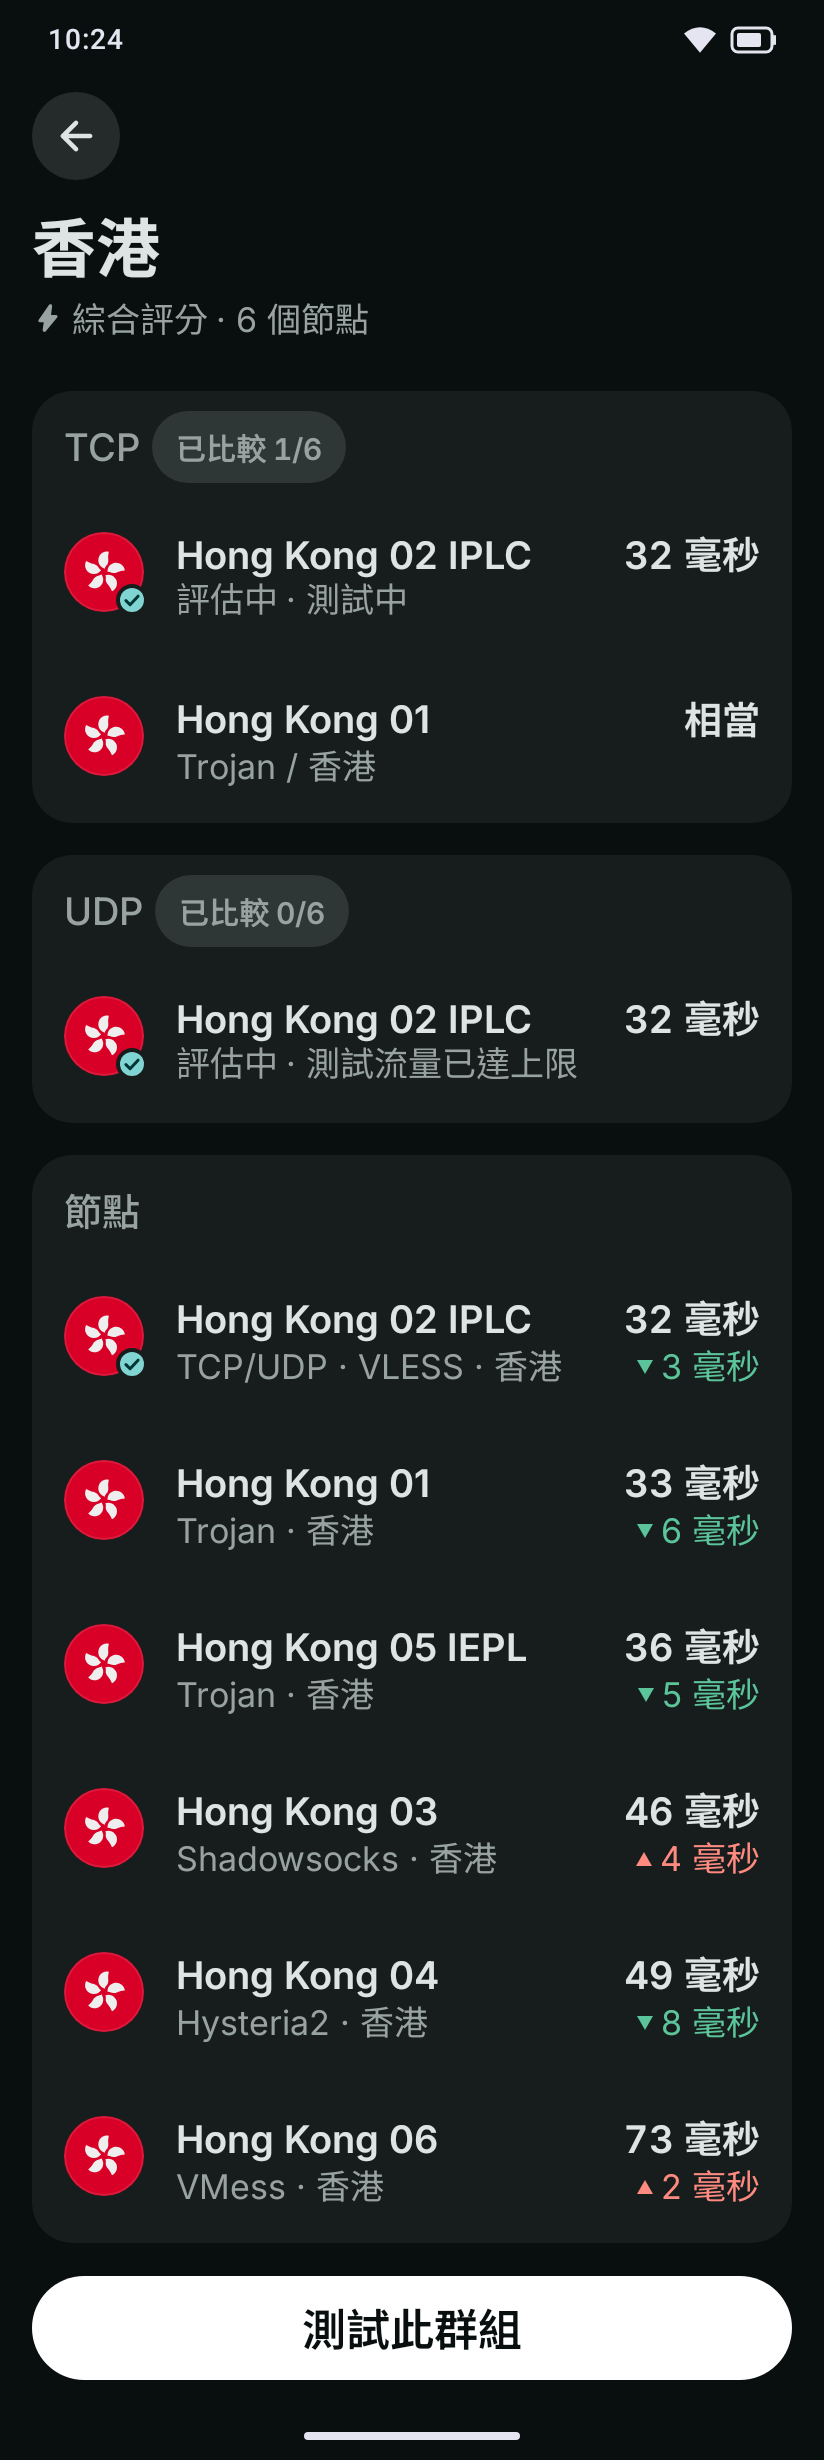 10:24
香港
綜合評分 · 6 個節點
TCP 已比較 1/6
Hong Kong 02 IPLC 32 毫秒
評估中 · 測試中
Hong Kong 01 相當
Trojan / 香港
UDP 已比較 0/6
Hong Kong 02 IPLC 32 毫秒
評估中 · 測試流量已達上限
節點
Hong Kong 02 IPLC 32 毫秒
TCP/UDP · VLESS · 香港 ▼3 毫秒
Hong Kong 01 33 毫秒
Trojan · 香港 ▼6 毫秒
Hong Kong 05 IEPL 36 毫秒
Trojan · 香港 ▼5 毫秒
Hong Kong 03 46 毫秒
Shadowsocks · 香港 ▲4 毫秒
Hong Kong 04 49 毫秒
Hysteria2 · 香港 ▼8 毫秒
Hong Kong 06 73 毫秒
VMess · 香港 ▲2 毫秒
測試此群組